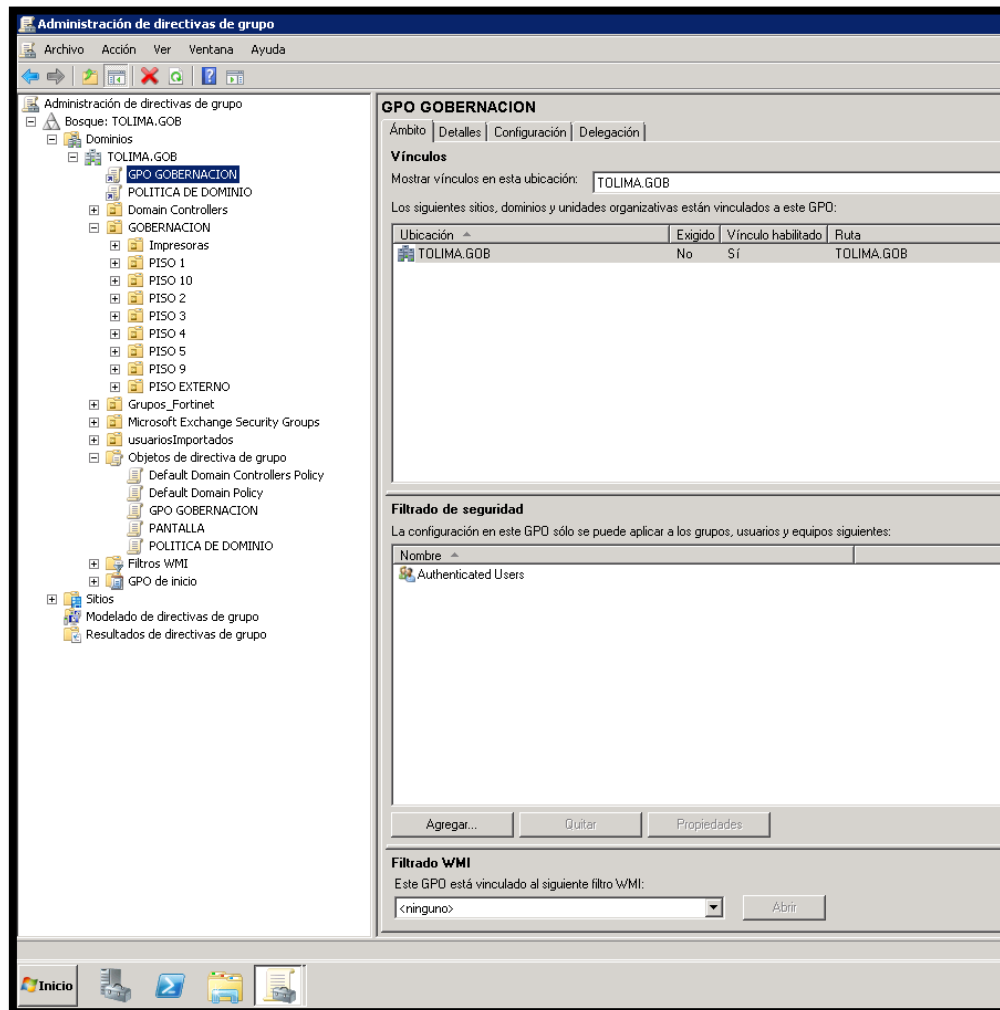 Administración de directivas de grupo
Archivo Acción Ver Ventana Ayuda
Administración de directivas de grupo
Bosque: TOLIMA.GOB
Dominios
TOLIMA.GOB
GPO GOBERNACION
POLITICA DE DOMINIO
Domain Controllers
GOBERNACION
Impresoras
PISO 1
PISO 10
PISO 2
PISO 3
PISO 4
PISO 5
PISO 9
PISO EXTERNO
Grupos_Fortinet
Microsoft Exchange Security Groups
usuariosImportados
Objetos de directiva de grupo
Default Domain Controllers Policy
Default Domain Policy
GPO GOBERNACION
PANTALLA
POLITICA DE DOMINIO
Filtros WMI
GPO de inicio
Sitios
Modelado de directivas de grupo
Resultados de directivas de grupo
GPO GOBERNACION
Ámbito Detalles Configuración Delegación
Vínculos
Mostrar vínculos en esta ubicación: TOLIMA.GOB
Los siguientes sitios, dominios y unidades organizativas están vinculados a este GPO:
Ubicación Exigido Vínculo habilitado Ruta
TOLIMA.GOB No Sí TOLIMA.GOB
Filtrado de seguridad
La configuración en este GPO sólo se puede aplicar a los grupos, usuarios y equipos siguientes:
Nombre
Authenticated Users
Agregar... Quitar Propiedades
Filtrado WMI
Este GPO está vinculado al siguiente filtro WMI:
<ninguno> Abrir
Inicio